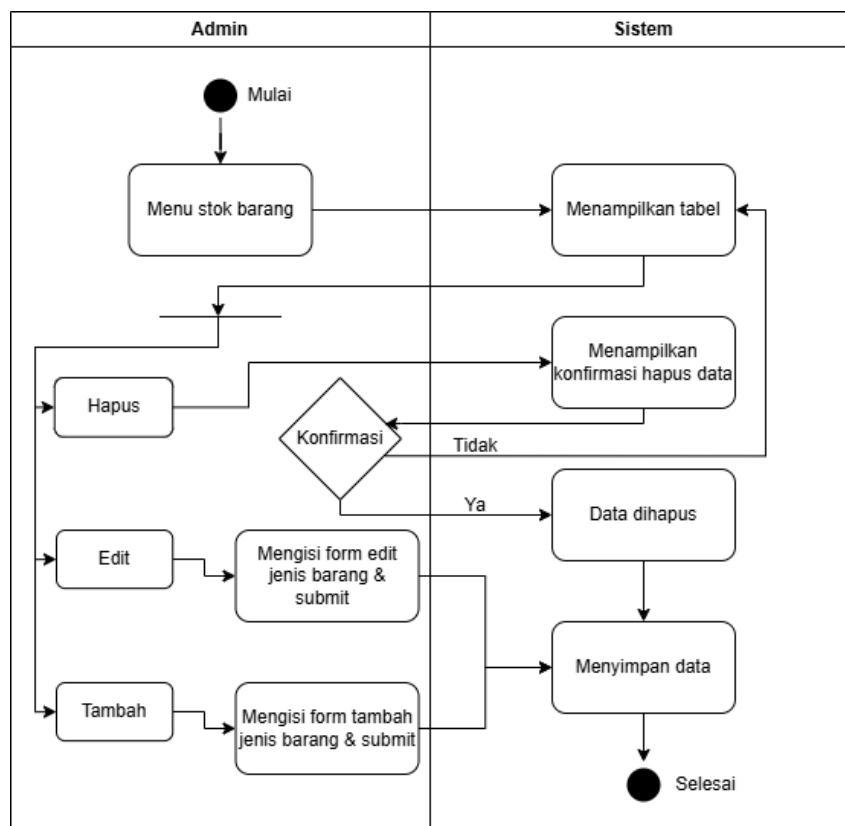 Admin
Sistem
Mulai
Menu stok barang
Menampilkan tabel
Menampilkan
konfirmasi hapus data
Hapus
Konfirmasi
Tidak
Ya
Data dihapus
Edit
Mengisi form edit
jenis barang &
submit
Menyimpan data
Tambah
Mengisi form tambah
jenis barang & submit
Selesai